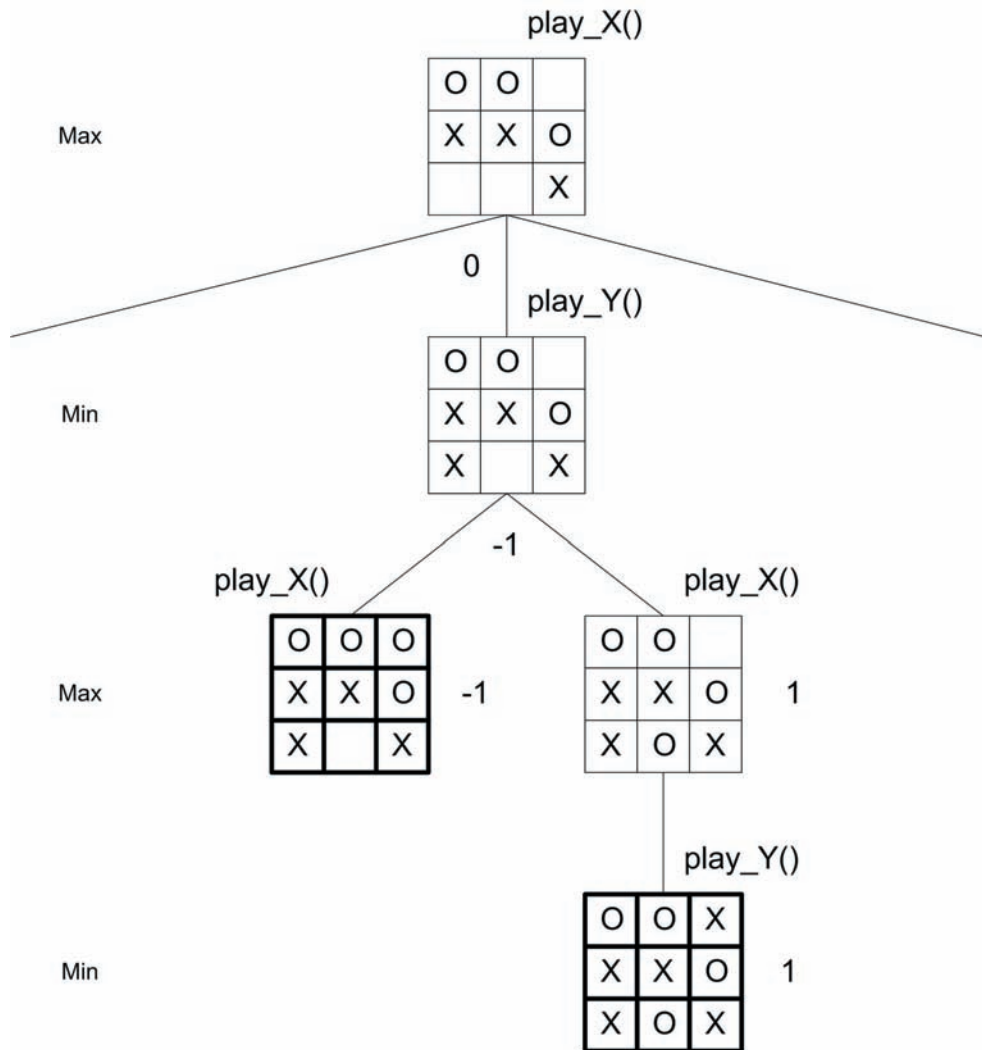 play_X()
O O
Max
X X O
X
0
play_Y()
O O
Min
X X O
X X
-1
play_X() play_X()
O O O O O
Max
X X O -1 X X O 1
X X X O X
play_Y()
O O X
Min
X X O 1
X O X